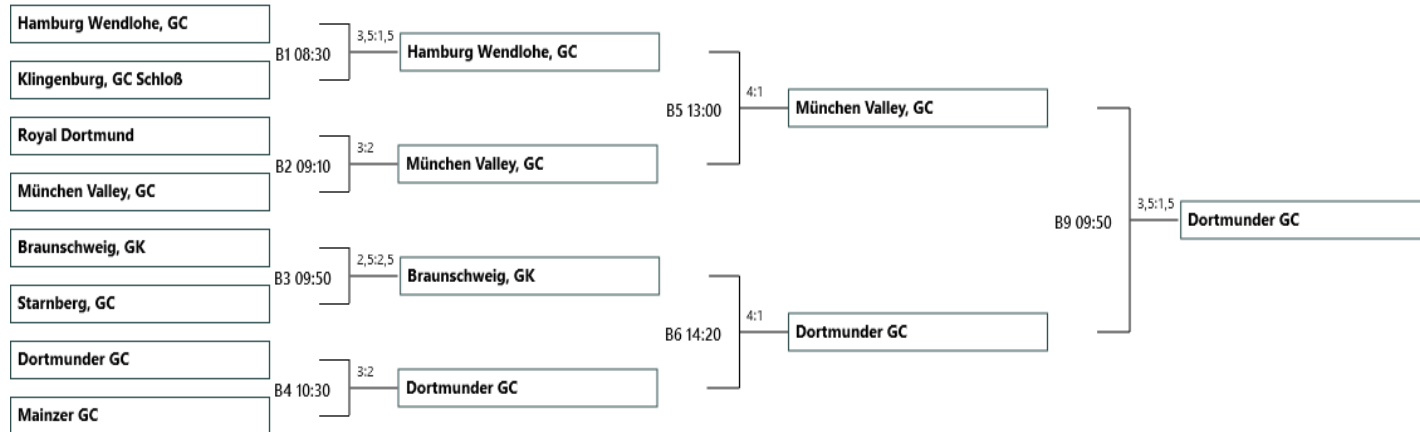 Hamburg Wendlohe, GC
Klingenburg, GC Schloß
Royal Dortmund
München Valley, GC
Braunschweig, GK
Starnberg, GC
Dortmunder GC
Mainzer GC
B1 08:30
B2 09:10
B3 09:50
B4 10:30
3,5:1,5
3:2
2,5:2,5
3:2
Hamburg Wendlohe, GC
München Valley, GC
Braunschweig, GK
Dortmunder GC
B5 13:00
B6 14:20
4:1
4:1
München Valley, GC
Dortmunder GC
B9 09:50
3,5:1,5
Dortmunder GC